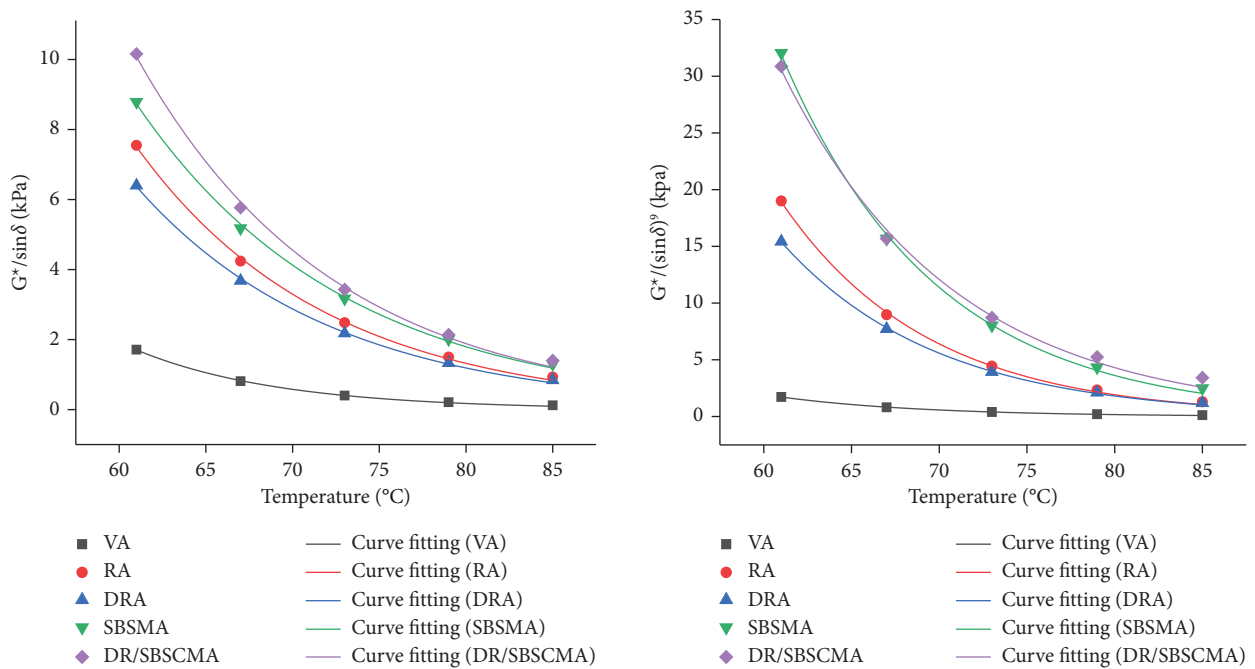 G*/sinδ (kPa)
10
8
6
4
2
0
60 65 70 75 80 85
Temperature (°C)
VA Curve fitting (VA)
RA Curve fitting (RA)
DRA Curve fitting (DRA)
SBSMA Curve fitting (SBSMA)
DR/SBSCMA Curve fitting (DR/SBSCMA)
G*/(sinδ)⁹ (kpa)
35
30
25
20
15
10
5
0
60 65 70 75 80 85
Temperature (°C)
VA Curve fitting (VA)
RA Curve fitting (RA)
DRA Curve fitting (DRA)
SBSMA Curve fitting (SBSMA)
DR/SBSCMA Curve fitting (DR/SBSCMA)